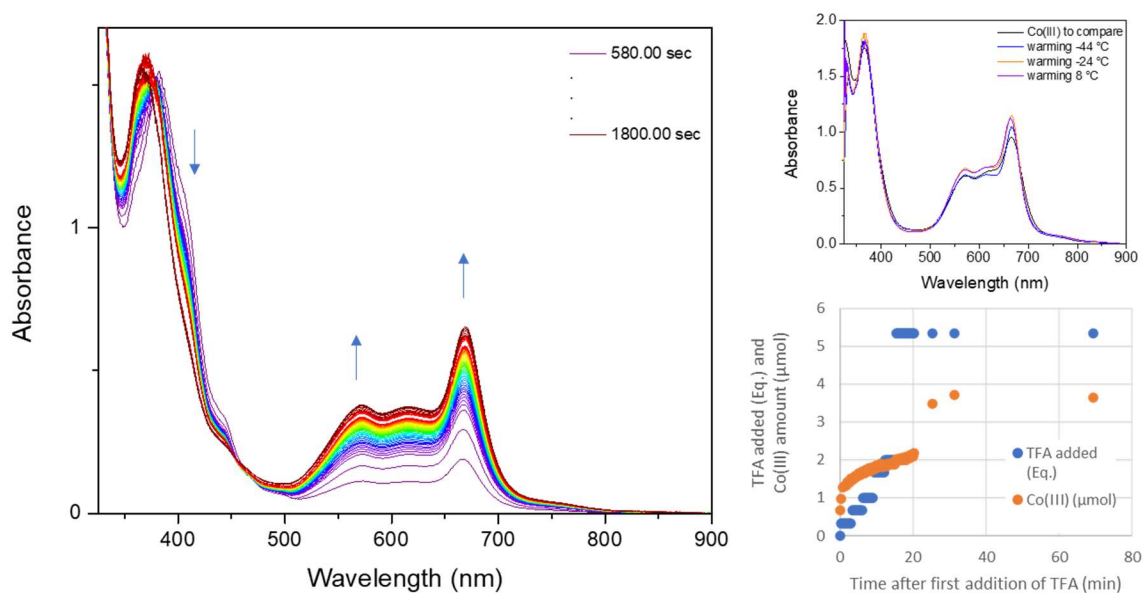 Absorbance
1
0
400
500
600
700
800
900
Wavelength (nm)
580.00 sec
.
.
.
1800.00 sec
Absorbance
2.0
1.5
1.0
0.5
0.0
400
500
600
700
800
900
Wavelength (nm)
Co(III) to compare
warming -44 °C
warming -24 °C
warming 8 °C
TFA added (Eq.) and
Co(III) amount (µmol)
6
5
4
3
2
1
0
0
20
40
60
80
Time after first addition of TFA (min)
TFA added
(Eq.)
Co(III) (µmol)